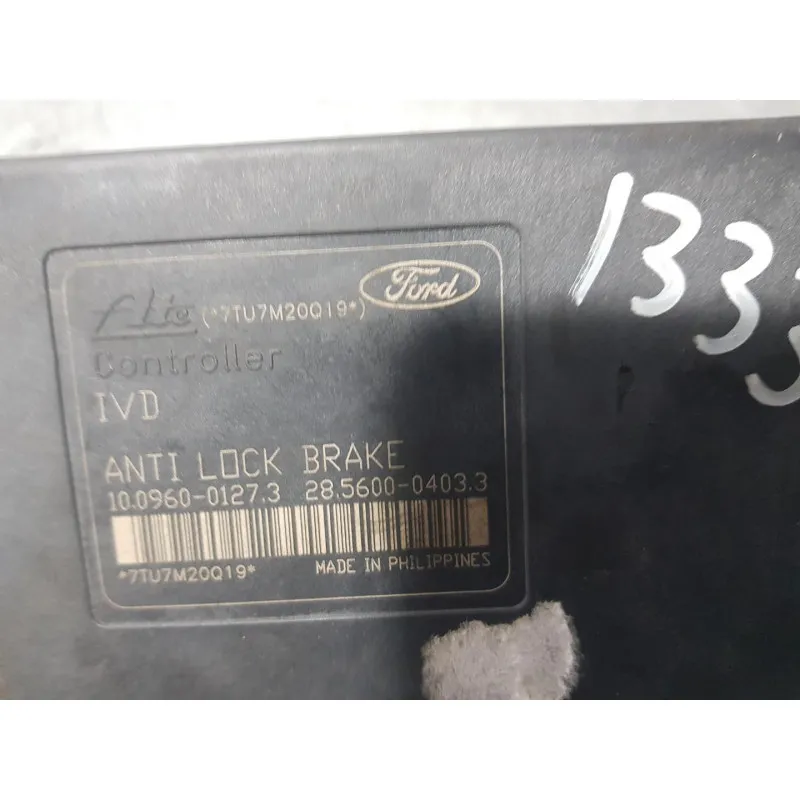 Ate (*7TU7M20Q19*) Ford
Controller
IVD
ANTI LOCK BRAKE
10.0960-0127.3 28.5600-0403.3
*7TU7M20Q19* MADE IN PHILIPPINES
133